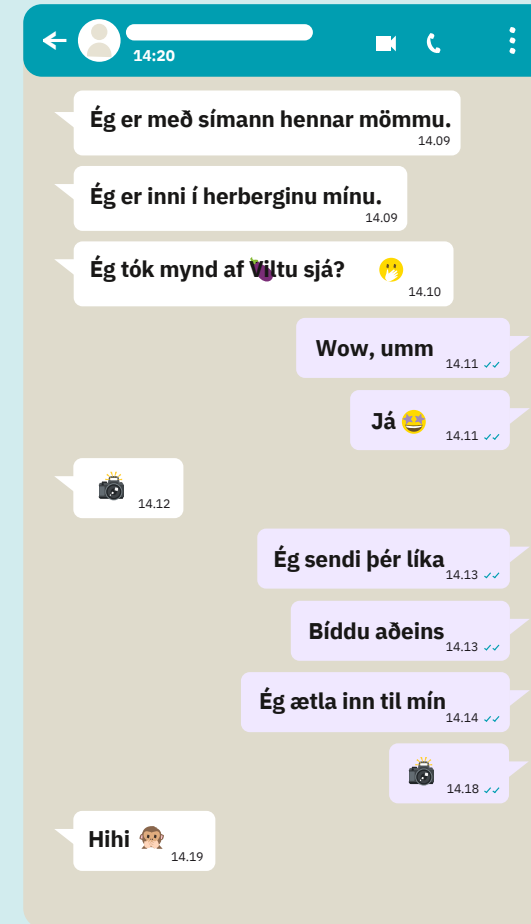 14:20
Ég er með símann hennar mömmu.
14.09
Ég er inni í herberginu mínu.
14.09
Ég tók mynd af 🍆 Viltu sjá? 🤭
14.10
Wow, umm
14.11
Já 🤩
14.11
📸
14.12
Ég sendi þér líka
14.13
Bíddu aðeins
14.13
Ég ætla inn til mín
14.14
📸
14.18
Hihi 🙊
14.19